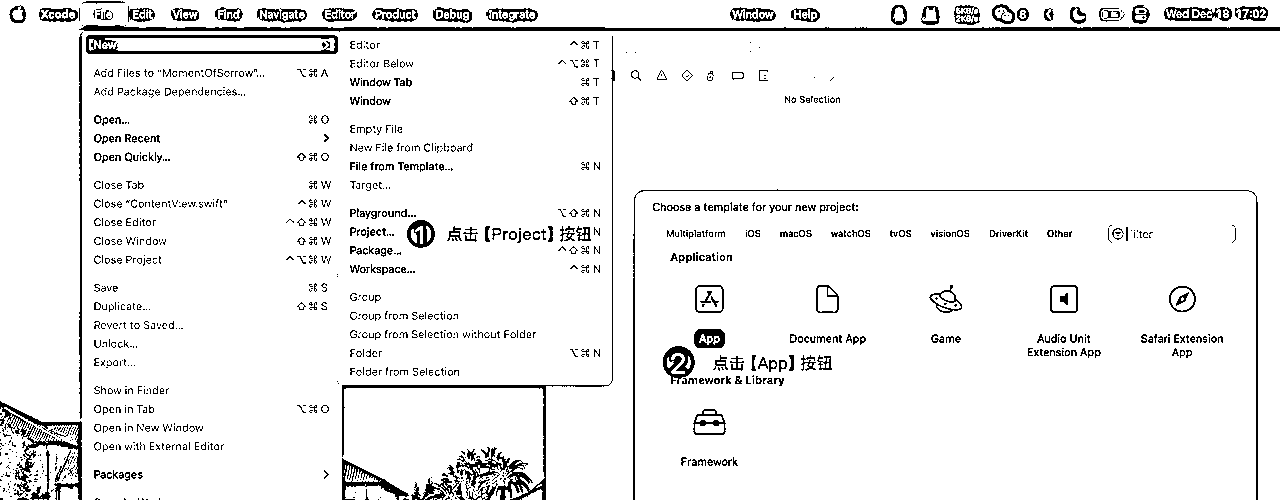 Xcode File Edit View Find Navigate Editor Product Debug Integrate Window Help 8 Wed Dec 18 17:02
New
Add Files to "MomentOfSorrow"... ⌥⌘A
Add Package Dependencies...
Open... ⌘O
Open Recent >
Open Quickly... ⇧⌘O
Close Tab ⌘W
Close "ContentView.swift" ^⌘W
Close Editor ^⇧⌘W
Close Window ⇧⌘W
Close Project ^⌥⌘W
Save ⌘S
Duplicate... ⇧⌘S
Revert to Saved...
Unlock...
Export...
Show in Finder
Open in Tab ⌥⌘O
Open in New Window
Open with External Editor
Packages >
Editor ^⌘T
Editor Below ^⌥⌘T
Window Tab ⌘T
Window ⇧⌘T
Empty File
New File from Clipboard
File from Template... ⌘N
Target...
Playground... ⌥⇧⌘N
Project... ① 点击【Project】按钮 N
Package... ^⇧⌘N
Workspace... ^⌘N
Group
Group from Selection
Group from Selection without Folder
Folder ⌥⌘N
Folder from Selection
No Selection
Choose a template for your new project:
Multiplatform iOS macOS watchOS tvOS visionOS DriverKit Other Filter
Application
App
Document App
Game
Audio Unit
Extension App
Safari Extension
App
② 点击【App】按钮
Framework & Library
Framework